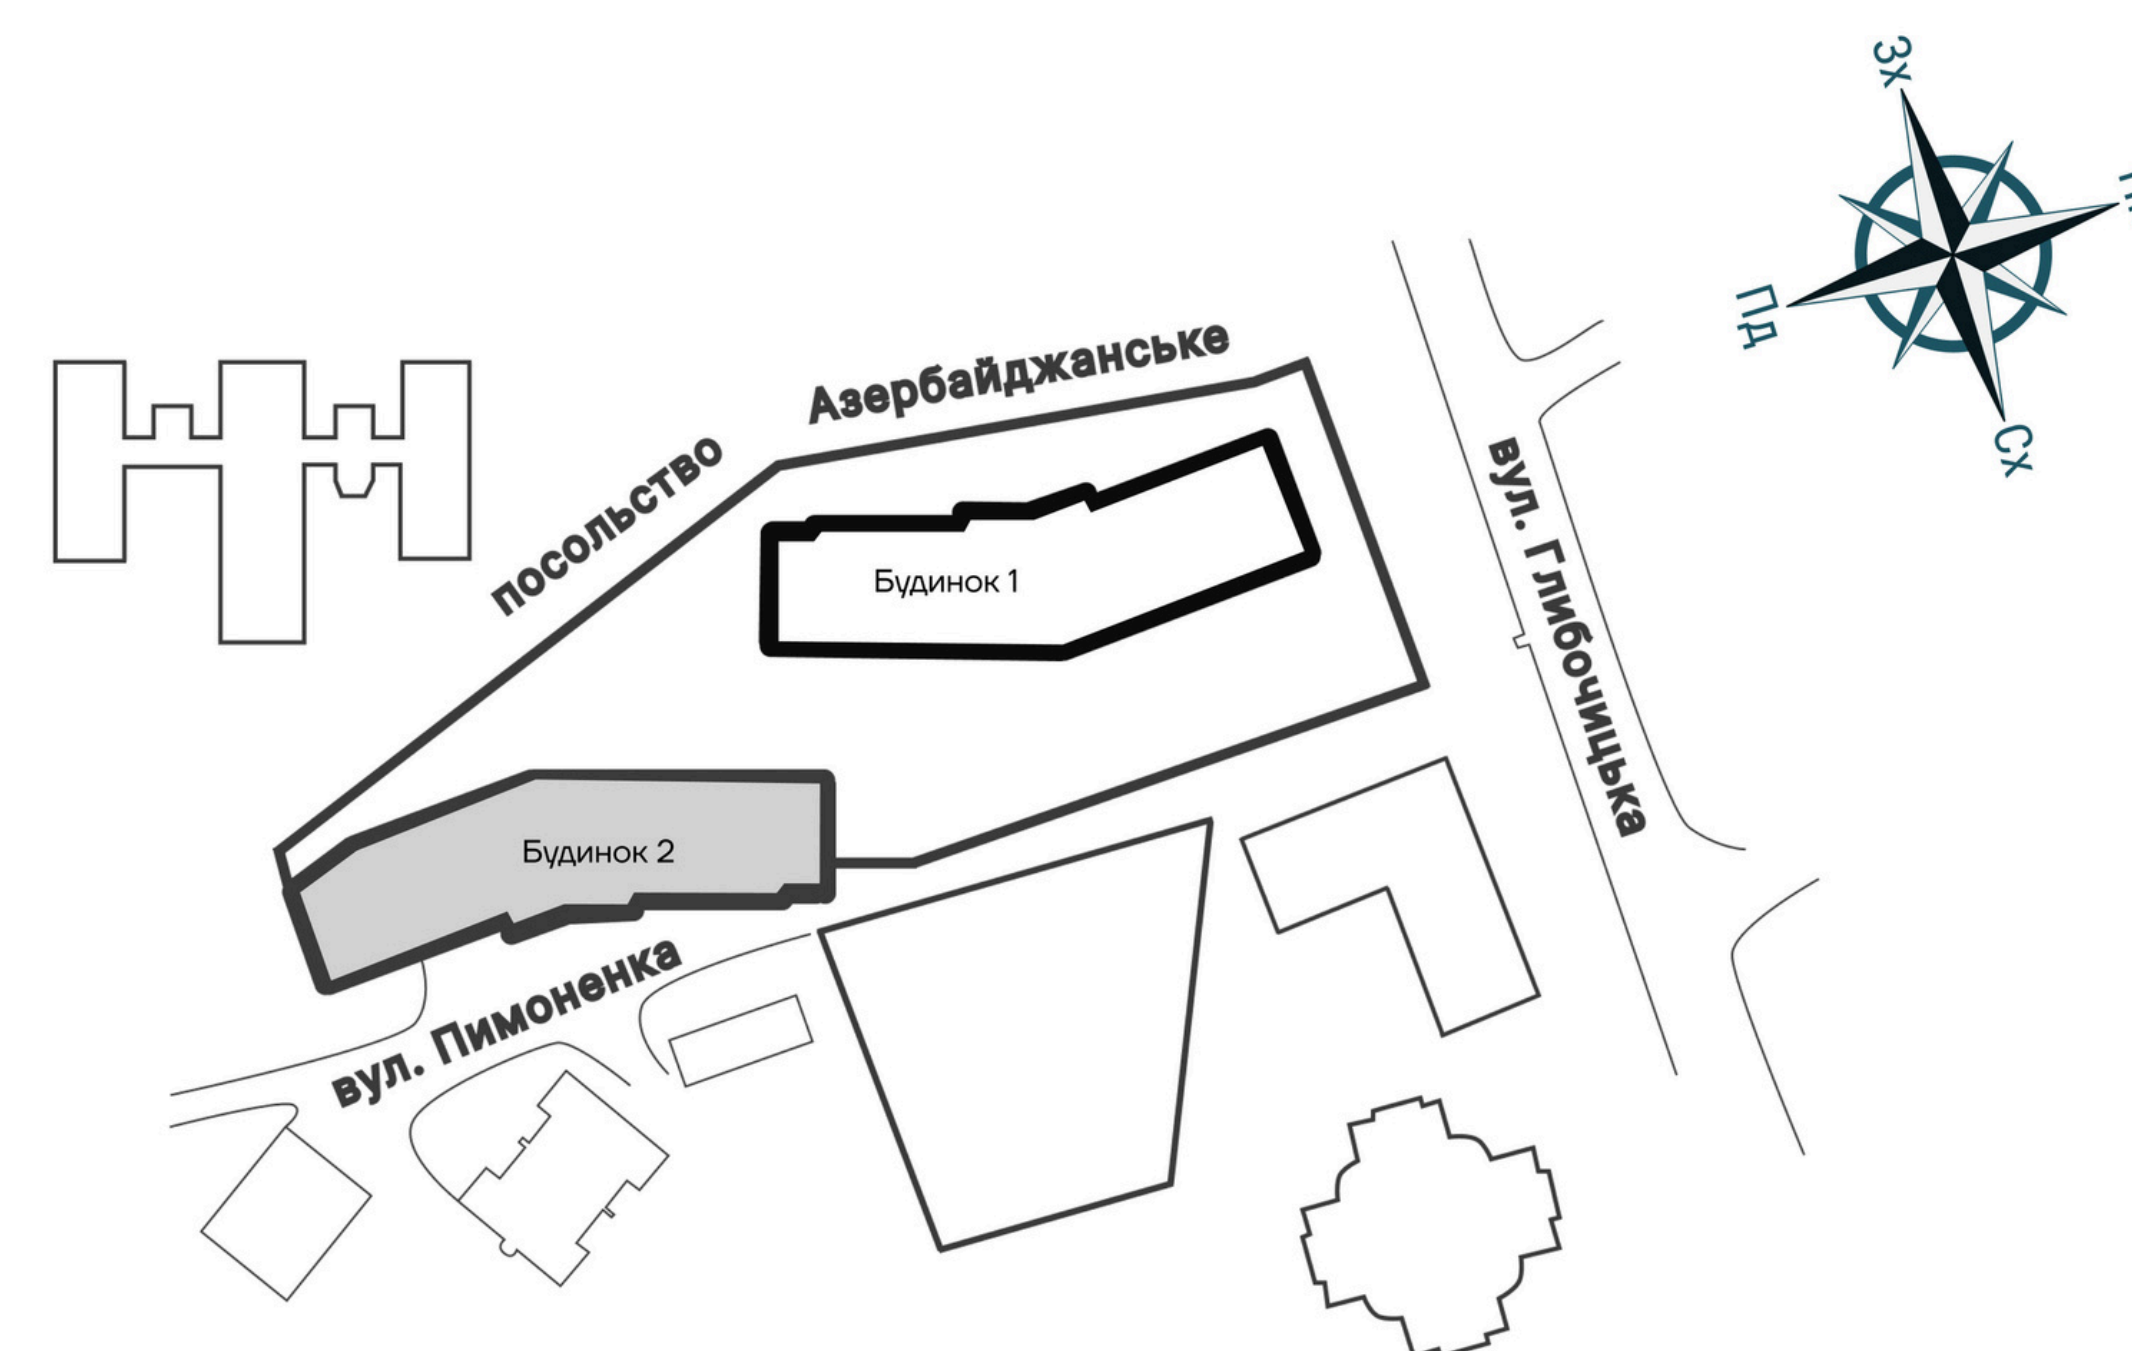 Зх
Пд
Сх
посольство Азербайджанське
вул. Глибочицька
Будинок 1
Будинок 2
вул. Пимоненка